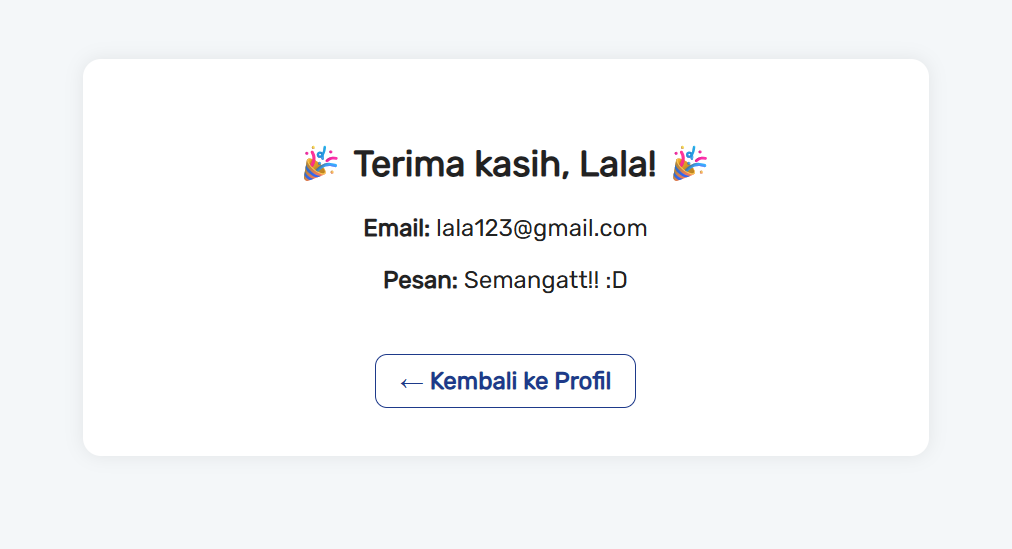 🎉 Terima kasih, Lala! 🎉
Email: lala123@gmail.com
Pesan: Semangatt!! :D
← Kembali ke Profil